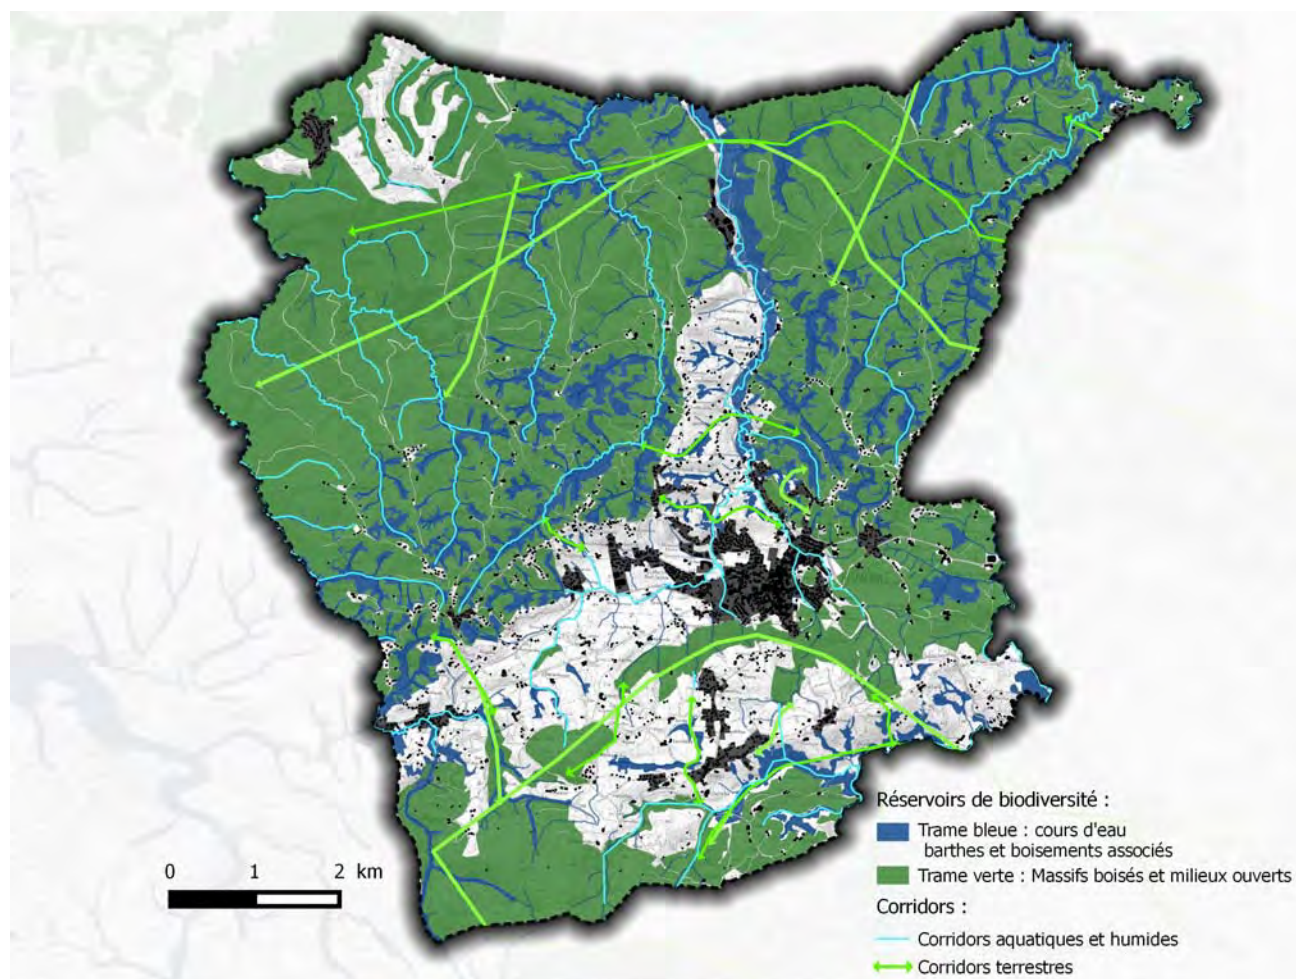 Réservoirs de biodiversité :
Trame bleue : cours d'eau
barthes et boisements associés
Trame verte : Massifs boisés et milieux ouverts
Corridors :
Corridors aquatiques et humides
Corridors terrestres
0 1 2 km